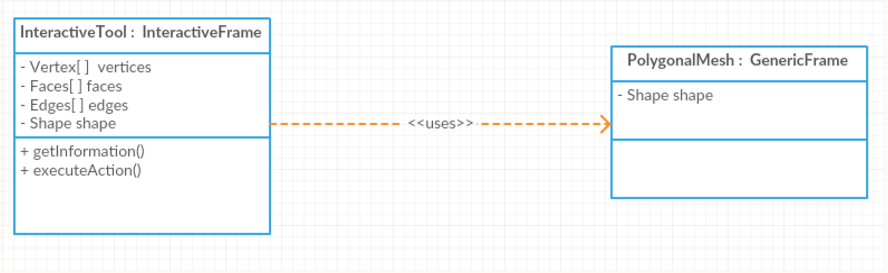 InteractiveTool : InteractiveFrame
- Vertex[ ] vertices
- Faces[ ] faces
- Edges[ ] edges
- Shape shape
+ getInformation()
+ executeAction()
<<uses>>
PolygonalMesh : GenericFrame
- Shape shape